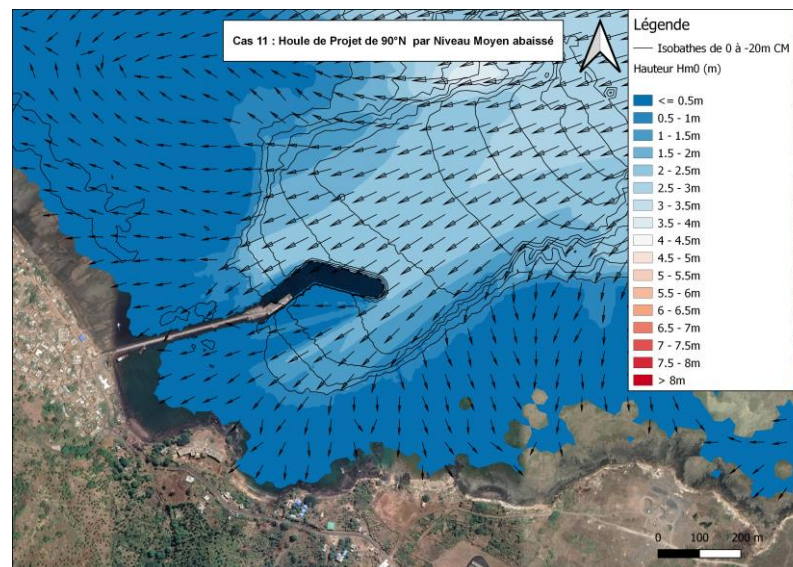 Cas 11 : Houle de Projet de 90°N par Niveau Moyen abaissé
Légende
Isobathes de 0 à -20m CM
Hauteur Hm0 (m)
<= 0.5m
0.5 - 1m
1 - 1.5m
1.5 - 2m
2 - 2.5m
2.5 - 3m
3 - 3.5m
3.5 - 4m
4 - 4.5m
4.5 - 5m
5 - 5.5m
5.5 - 6m
6 - 6.5m
6.5 - 7m
7 - 7.5m
7.5 - 8m
> 8m
0 100 200 m